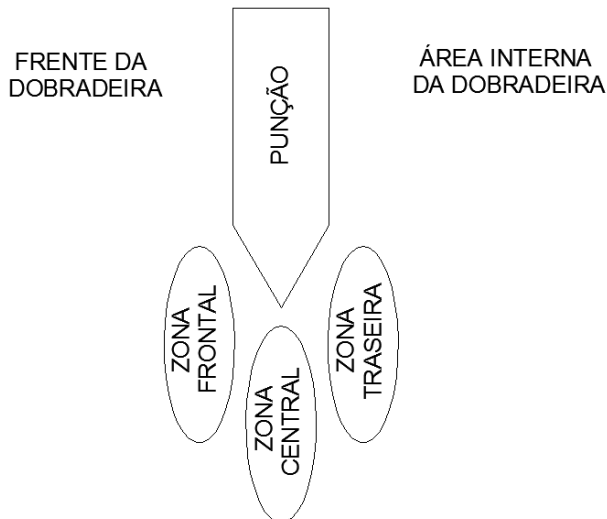 FRENTE DA
DOBRADEIRA
PUNÇÃO
ÁREA INTERNA
DA DOBRADEIRA
ZONA
FRONTAL
ZONA
CENTRAL
ZONA
TRASEIRA